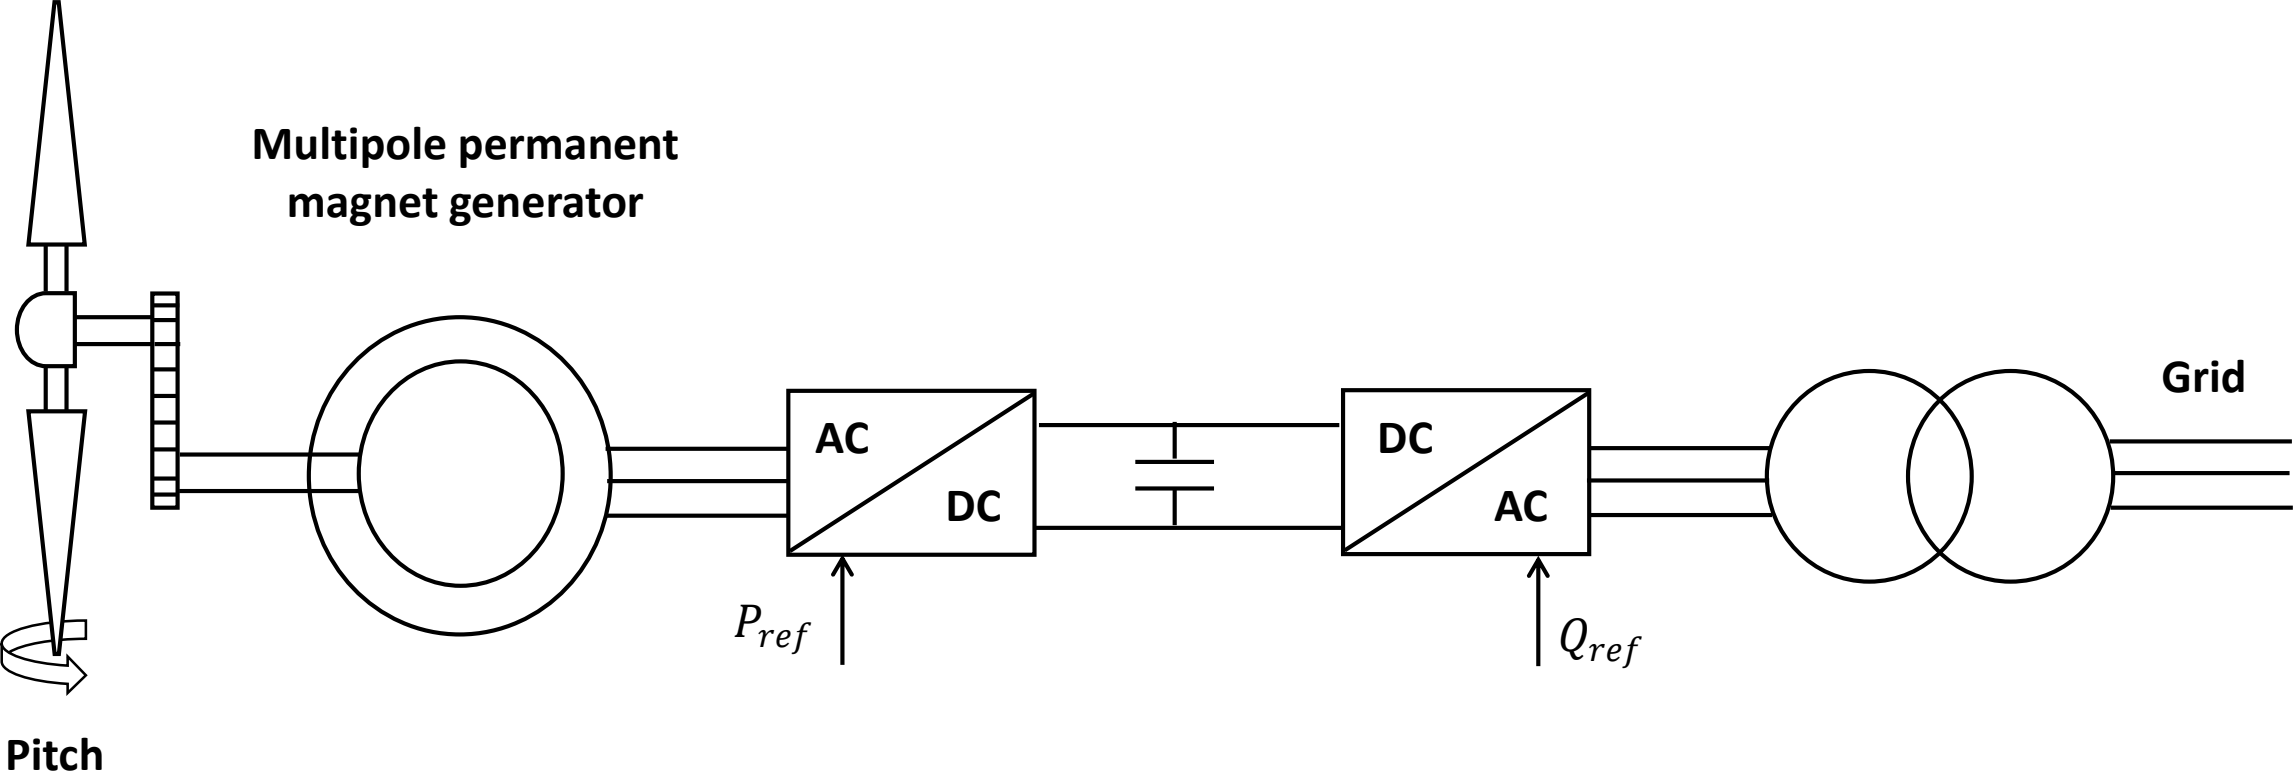 Multipole permanent
magnet generator
Grid
AC
DC
DC
AC
P_ref
Q_ref
Pitch